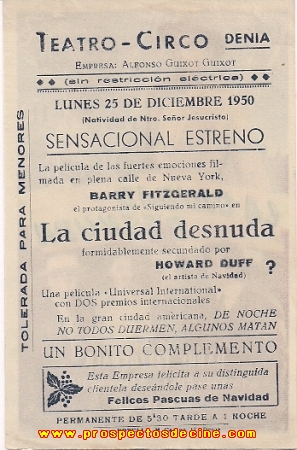 TEATRO-CIRCO DENIA
EMPRESA: ALFONSO GUIXOT GUIXOT
(sin restricción eléctrica)
LUNES 25 DE DICIEMBRE 1950
(Natividad de Ntro. Señor Jesucristo)
SENSACIONAL ESTRENO
La película de las fuertes emociones fil-
mada en plena calle de Nueva York,
BARRY FITZGERALD
el protagonista de «Siguiendo mi camino» en
La ciudad desnuda
formidablemente secundado por
HOWARD DUFF ?
(el artista de Navidad)
Una película «Universal International»
con DOS premios internacionales
En la gran ciudad américana, DE NOCHE
NO TODOS DUERMEN, ALGUNOS MATAN
UN BONITO COMPLEMENTO
Esta Empresa felicita a su distinguida
clientela deseándole pase unas
Felices Pascuas de Navidad
PERMANENTE DE 5'30 TARDE A 1 NOCHE
TOLERADA PARA MENORES
www.prospectosdecine.com